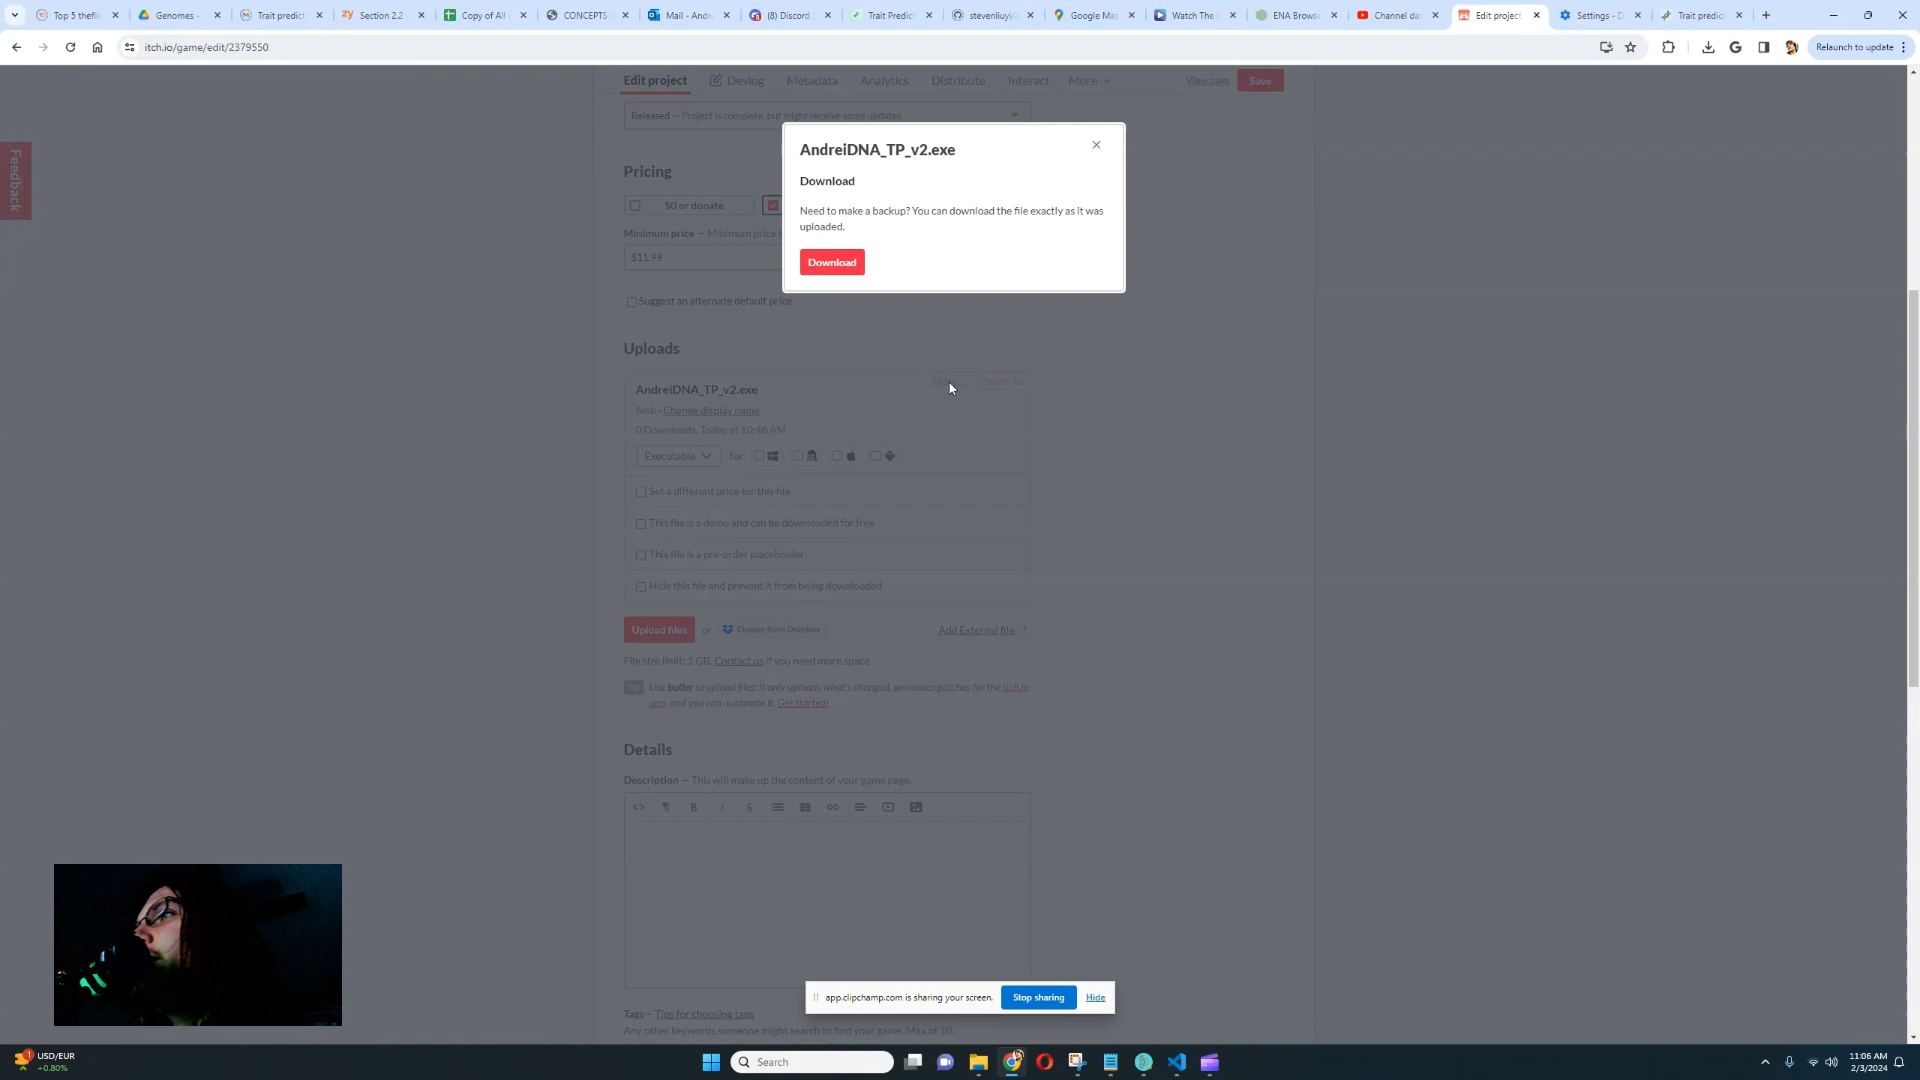 Top 5 theflix
Genomes -
Trait predict
zy Section 2.2
Copy of All
CONCEPTS
Mail - Andre
(8) Discord
Trait Predict
stevenliuyi/
Google Map
Watch The
ENA Browse
Channel das
Edit project
Settings - D
Trait predict
itch.io/game/edit/2379550
Relaunch to update
Edit project
Devlog
Metadata
Analytics
Distribute
Interact
More
View page
Save
Released — Project is complete, but might receive some updates
Feedback
AndreiDNA_TP_v2.exe
Download
Need to make a backup? You can download the file exactly as it was
uploaded.
Download
Pricing
$0 or donate
Minimum price — Minimum price
$11.99
Suggest an alternate default price
Uploads
AndreiDNA_TP_v2.exe
Delete file
6mb · Change display name
0 Downloads, Today at 10:46 AM
Executable
for
Set a different price for this file
This file is a demo and can be downloaded for free
This file is a pre-order placeholder
Hide this file and prevent it from being downloaded
Upload files or Choose from Dropbox
Add External file ?
File size limit: 1 GB. Contact us if you need more space
Use butler to upload files: it only uploads what's changed, generates patches for the itch.io
app, and you can automate it. Get started!
Details
Description — This will make up the content of your game page.
app.clipchamp.com is sharing your screen.
Stop sharing
Hide
Tags— Tips for choosing tags
Any other keywords someone might search to find your game. Max of 10.
1
USD/EUR
+0.80%
Search
11:06 AM
2/3/2024